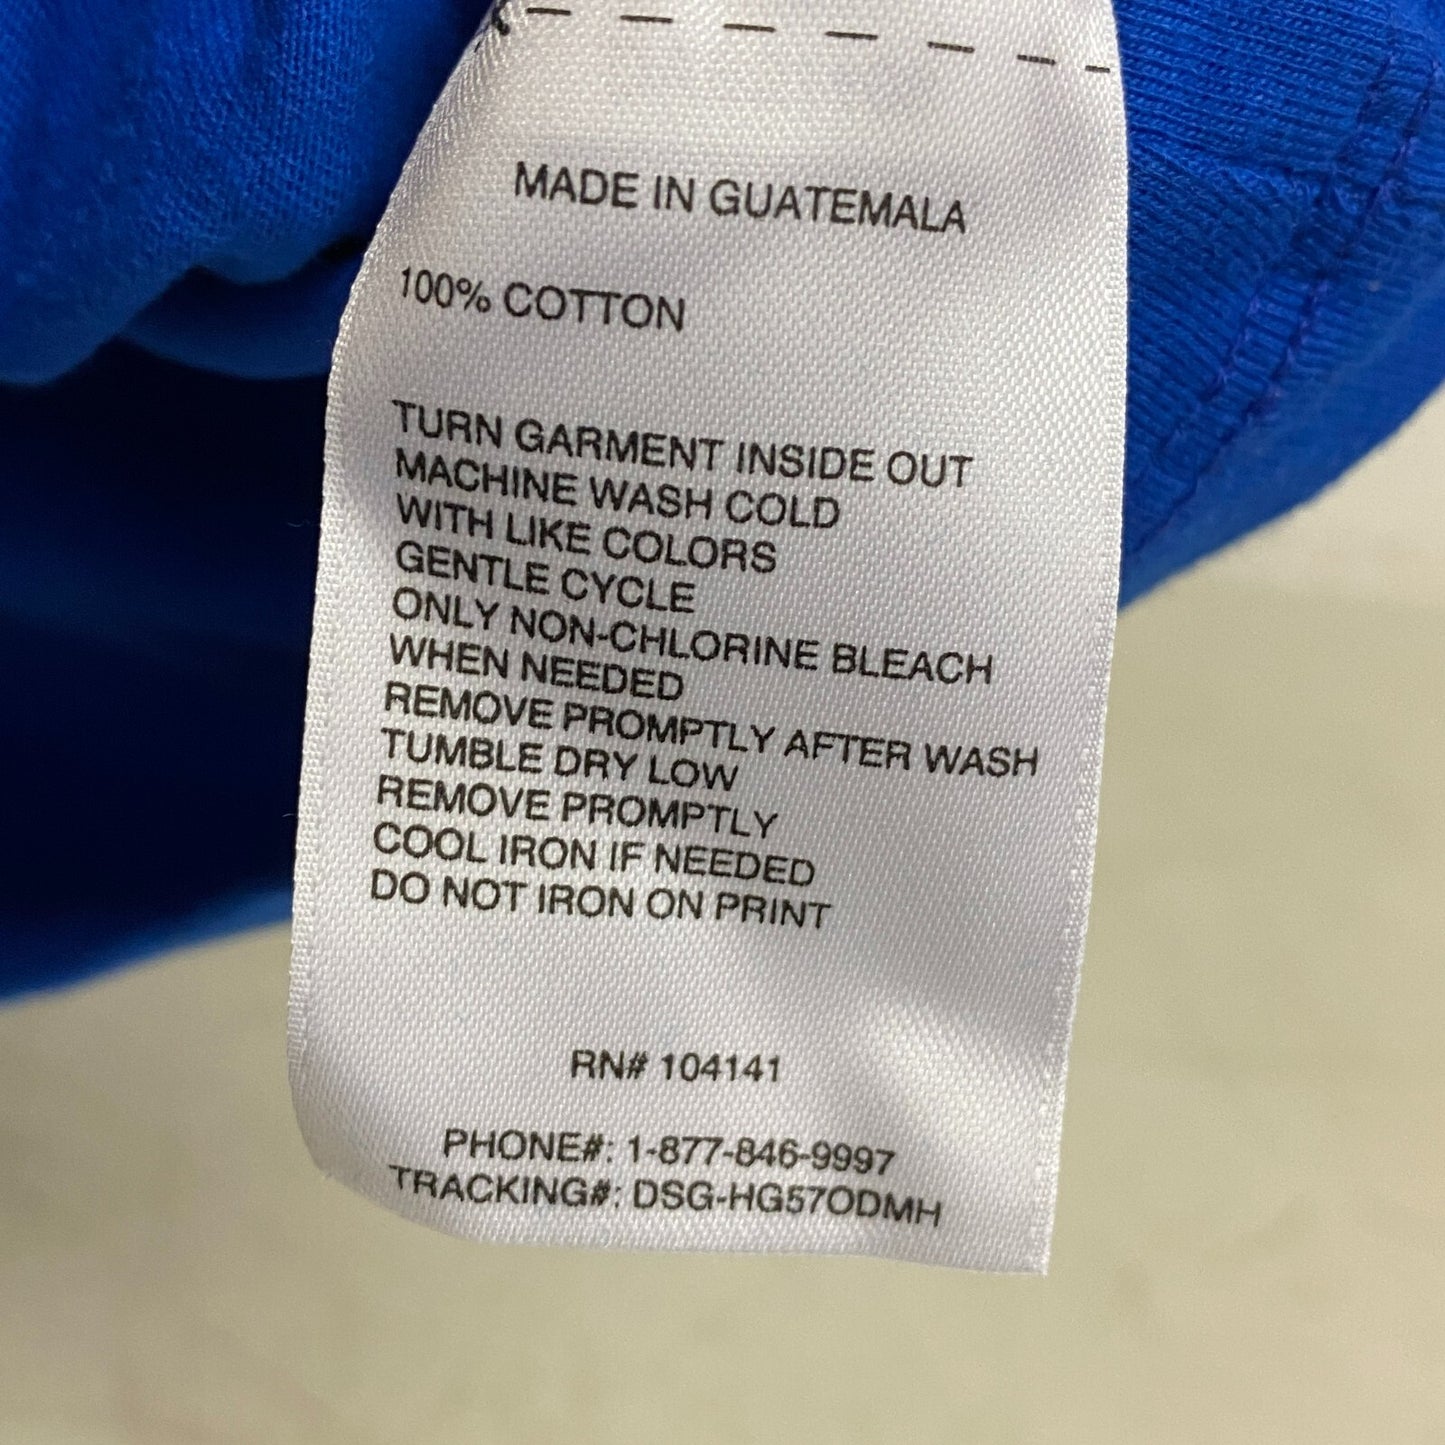 MADE IN GUATEMALA
100% COTTON
TURN GARMENT INSIDE OUT
MACHINE WASH COLD
WITH LIKE COLORS
GENTLE CYCLE
ONLY NON-CHLORINE BLEACH
WHEN NEEDED
REMOVE PROMPTLY AFTER WASH
TUMBLE DRY LOW
REMOVE PROMPTLY
COOL IRON IF NEEDED
DO NOT IRON ON PRINT
RN# 104141
PHONE#: 1-877-846-9997
TRACKING#: DSG-HG57ODMH